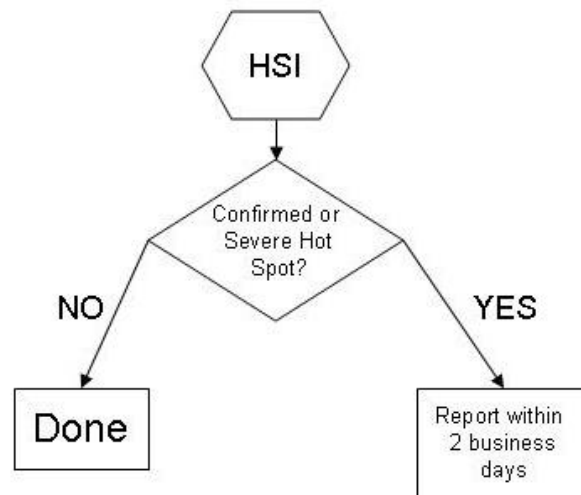 HSI
Confirmed or
Severe Hot
Spot?
NO
YES
Done
Report within
2 business
days